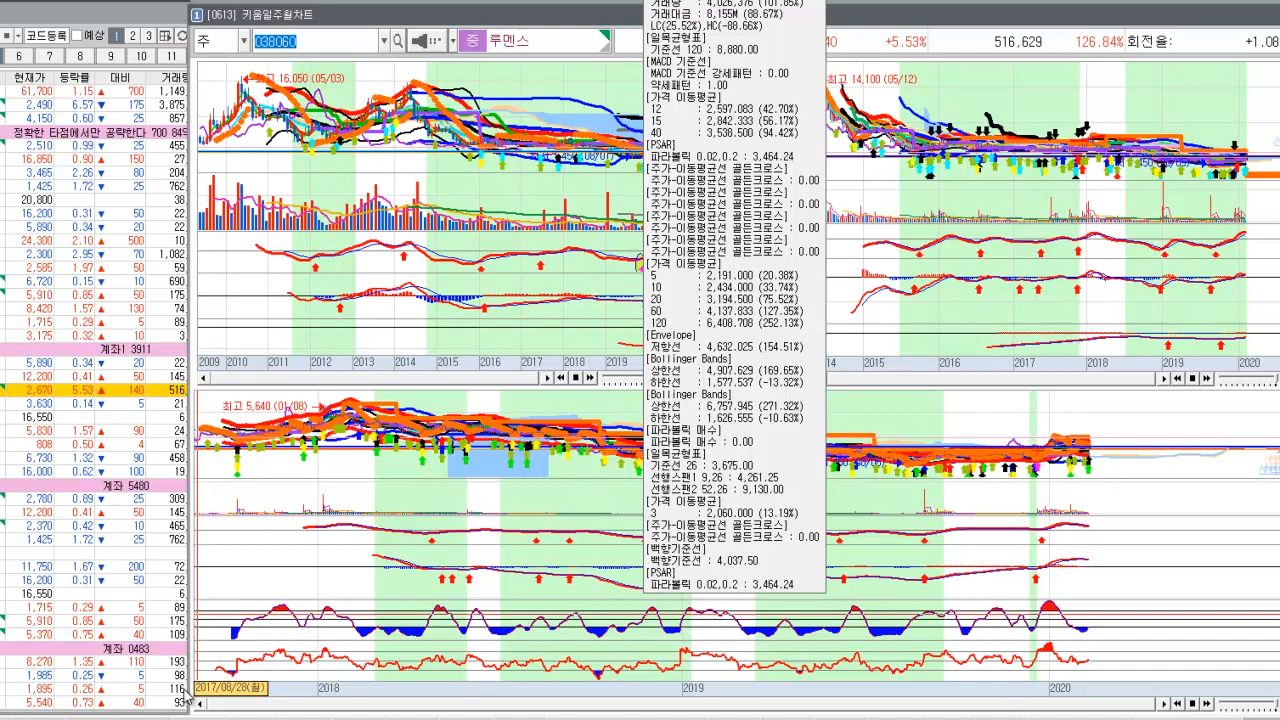 [0613] 키움일주월차트
코드등록 예상 1 2 3
6 7 8 9 10 11
현재가 등락률 대비 거래량
61,700 1.15 ▲ 700 1,149
2,490 6.57 ▼ 175 3,875
4,150 0.60 ▼ 25 857
정확한 타점에서만 공략한다 700 849
2,510 0.99 ▼ 25 455
16,850 0.90 ▲ 150 27
3,465 2.26 ▼ 80 204
1,425 1.72 ▼ 25 762
20,800 38
16,200 0.31 ▼ 50 22
5,890 0.34 ▼ 20 22
24,300 2.10 ▲ 500 10
2,300 2.95 ▼ 70 1,082
2,585 1.97 ▲ 50 59
6,720 0.15 ▼ 10 690
5,910 0.85 ▲ 50 175
8,420 1.57 ▲ 130 74
1,715 0.29 ▲ 5 89
3,175 0.32 ▲ 10 3
계좌1 3911
5,890 0.34 ▼ 20 22
12,200 0.41 ▲ 50 145
2,670 5.53 ▲ 140 516
3,630 0.14 ▼ 5 21
16,550 6
5,830 1.57 ▲ 90 24
808 0.50 ▲ 4 67
6,730 1.32 ▼ 90 458
16,000 0.62 ▼ 100 19
계좌 5480
2,780 0.69 ▼ 25 309
12,200 0.41 ▲ 50 145
2,370 0.42 ▼ 10 465
1,425 1.72 ▼ 25 762
11,750 1.67 ▼ 200 72
16,200 0.31 ▼ 50 22
16,550 6
1,715 0.29 ▲ 5 89
5,910 0.85 ▲ 50 175
5,370 0.75 ▲ 40 109
계좌 0483
8,270 1.35 ▲ 110 193
1,985 0.25 ▼ 5 98
1,895 0.26 ▲ 5 116
5,540 0.73 ▲ 40 93
주 038060 증 루멘스
40 +5.53% 516,629 126.84% 회전율: +1.00
최고 16,050 (05/03)
2009 2010 2011 2012 2013 2014 2015 2016 2017 2018 2019
최고 14,100 (05/12)
14 2015 2016 2017 2018 2019 2020
최고 5,640 (01/08)
2017/08/28(월) 2018 2019 2020
거래량 : 4,026,376 (101.85%)
거래대금 : 8,155M (88.67%)
LC(25.52%),HC(-88.66%)
[일목균형표]
기준선 120 : 8,880.00
[MACD 기준선]
MACD 기준선 강세패턴 : 0.00
약세패턴 : 1.00
[가격 이동평균]
12 : 2,597.083 (42.70%)
15 : 2,842.333 (56.17%)
40 : 3,538.500 (94.42%)
[PSAR]
파라볼릭 0.02,0.2 : 3,464.24
[주가-이동평균선 골든크로스]
주가-이동평균선 골든크로스 : 0.00
[주가-이동평균선 골든크로스]
주가-이동평균선 골든크로스 : 0.00
[주가-이동평균선 골든크로스]
주가-이동평균선 골든크로스 : 0.00
[주가-이동평균선 골든크로스]
주가-이동평균선 골든크로스 : 0.00
[가격 이동평균]
5 : 2,191.000 (20.38%)
10 : 2,434.000 (33.74%)
20 : 3,194.500 (75.52%)
60 : 4,137.833 (127.35%)
120 : 6,408.708 (252.13%)
[Envelope]
저항선 : 4,632.025 (154.51%)
[Bollinger Bands]
상한선 : 4,907.629 (169.65%)
하한선 : 1,577.537 (-13.32%)
[Bollinger Bands]
상한선 : 6,757.945 (271.32%)
하한선 : 1,626.555 (-10.63%)
[파라볼릭 매수]
파라볼릭 매수 : 0.00
[일목균형표]
기준선 26 : 3,675.00
선행스팬1 9,26 : 4,261.25
선행스팬2 52,26 : 9,130.00
[가격 이동평균]
3 : 2,060.000 (13.19%)
[주가-이동평균선 골든크로스]
주가-이동평균선 골든크로스 : 0.00
[백향기준선]
백향기준선 : 4,037.50
[PSAR]
파라볼릭 0.02,0.2 : 3,464.24